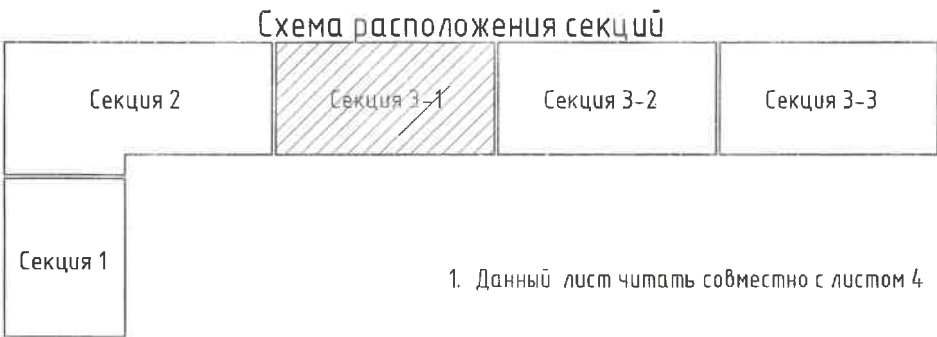 Схема расположения секций
Секция 2
Секция 3-1
Секция 3-2
Секция 3-3
Секция 1
1. Данный лист читать совместно с листом 4